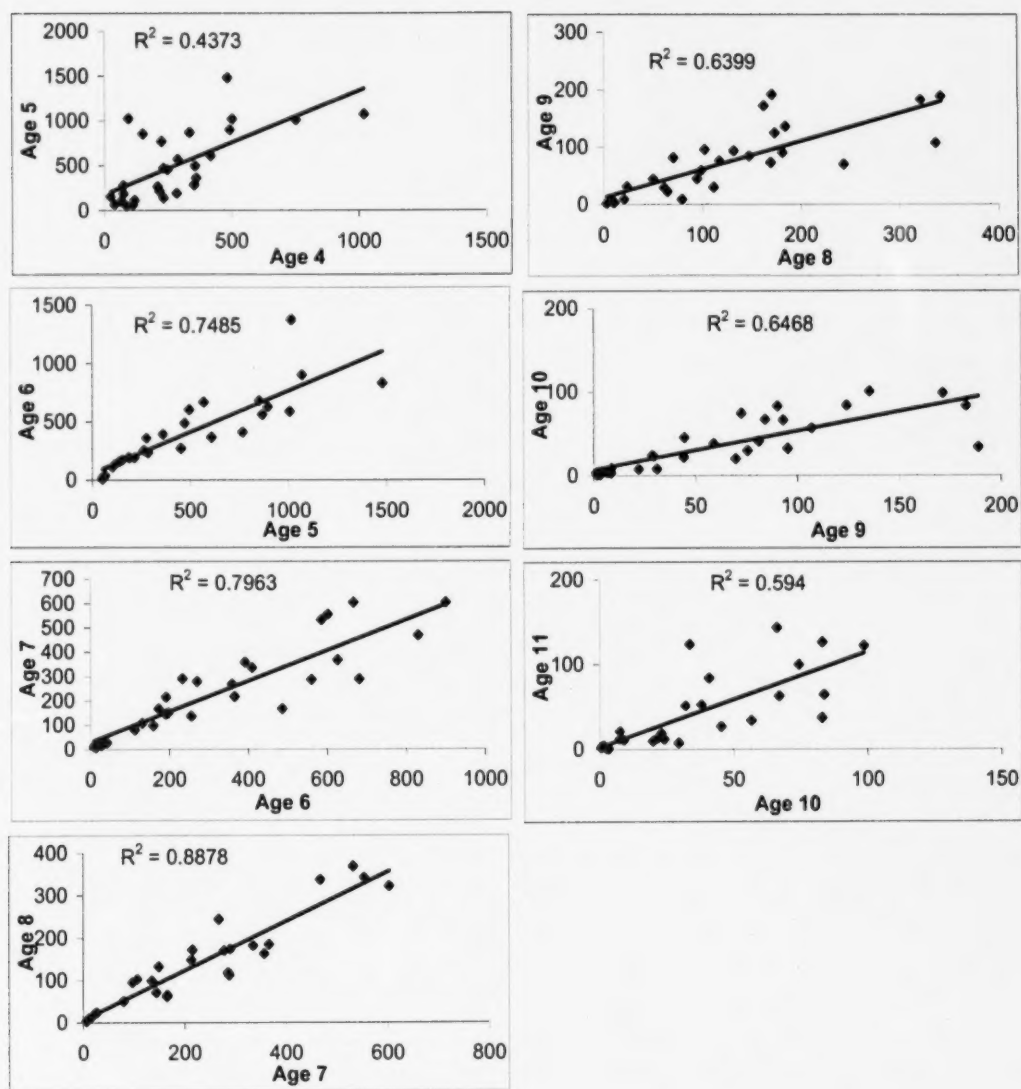 R² = 0.4373
2000
1500
1000
500
0
Age 5
0 500 1000 1500
Age 4
R² = 0.7485
1500
1000
500
0
Age 6
0 500 1000 1500 2000
Age 5
R² = 0.7963
700
600
500
400
300
200
100
0
Age 7
0 200 400 600 800 1000
Age 6
R² = 0.8878
400
300
200
100
0
Age 8
0 200 400 600 800
Age 7
R² = 0.6399
300
200
100
0
Age 9
0 100 200 300 400
Age 8
R² = 0.6468
200
100
0
Age 10
0 50 100 150 200
Age 9
R² = 0.594
200
100
0
Age 11
0 50 100 150
Age 10